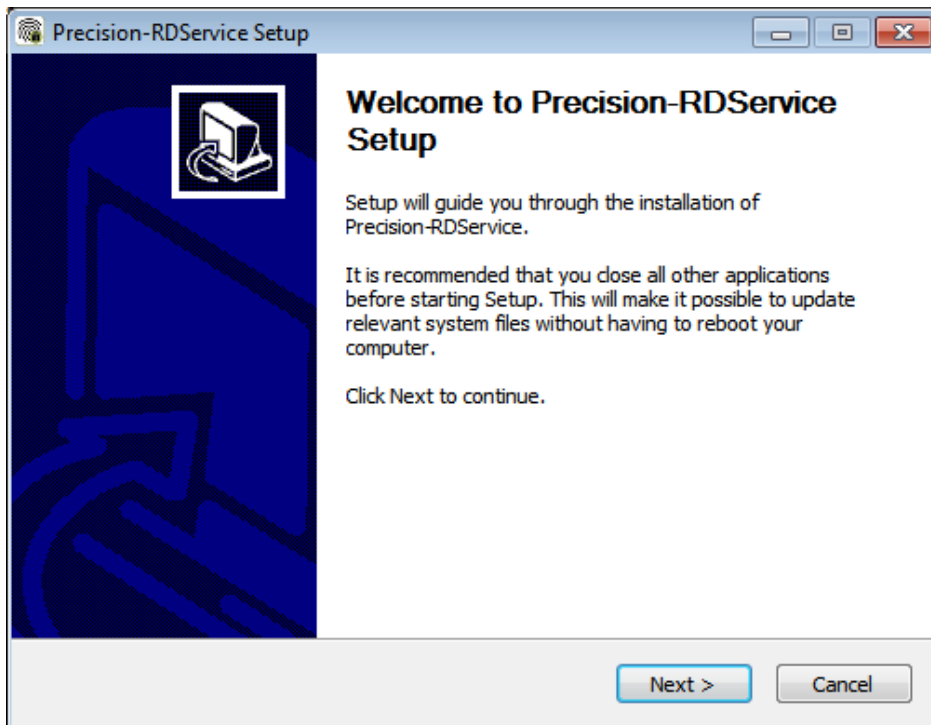 Precision-RDService Setup
Welcome to Precision-RDService
Setup
Setup will guide you through the installation of
Precision-RDService.
It is recommended that you close all other applications
before starting Setup. This will make it possible to update
relevant system files without having to reboot your
computer.
Click Next to continue.
Next >
Cancel